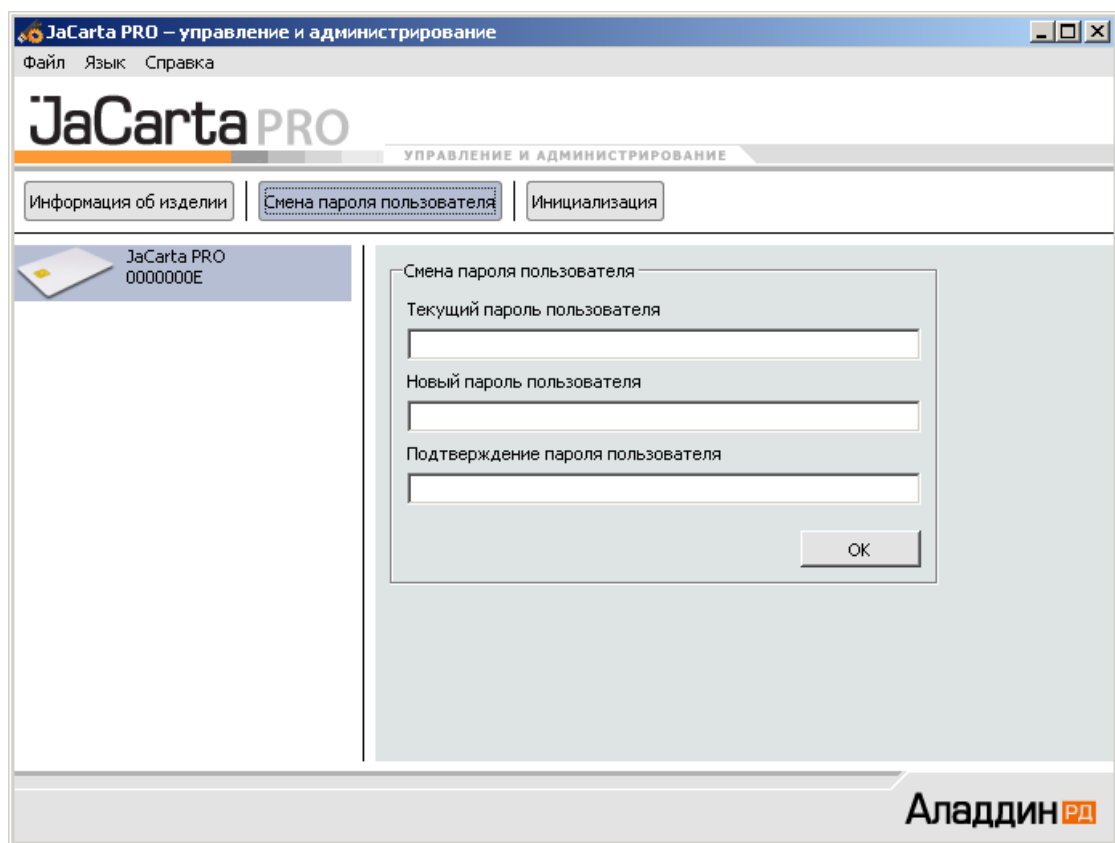 JaCarta PRO – управление и администрирование
Файл Язык Справка
JaCarta PRO
УПРАВЛЕНИЕ И АДМИНИСТРИРОВАНИЕ
Информация об изделии Смена пароля пользователя Инициализация
JaCarta PRO
0000000E
Смена пароля пользователя
Текущий пароль пользователя
Новый пароль пользователя
Подтверждение пароля пользователя
OK
Аладдин РД